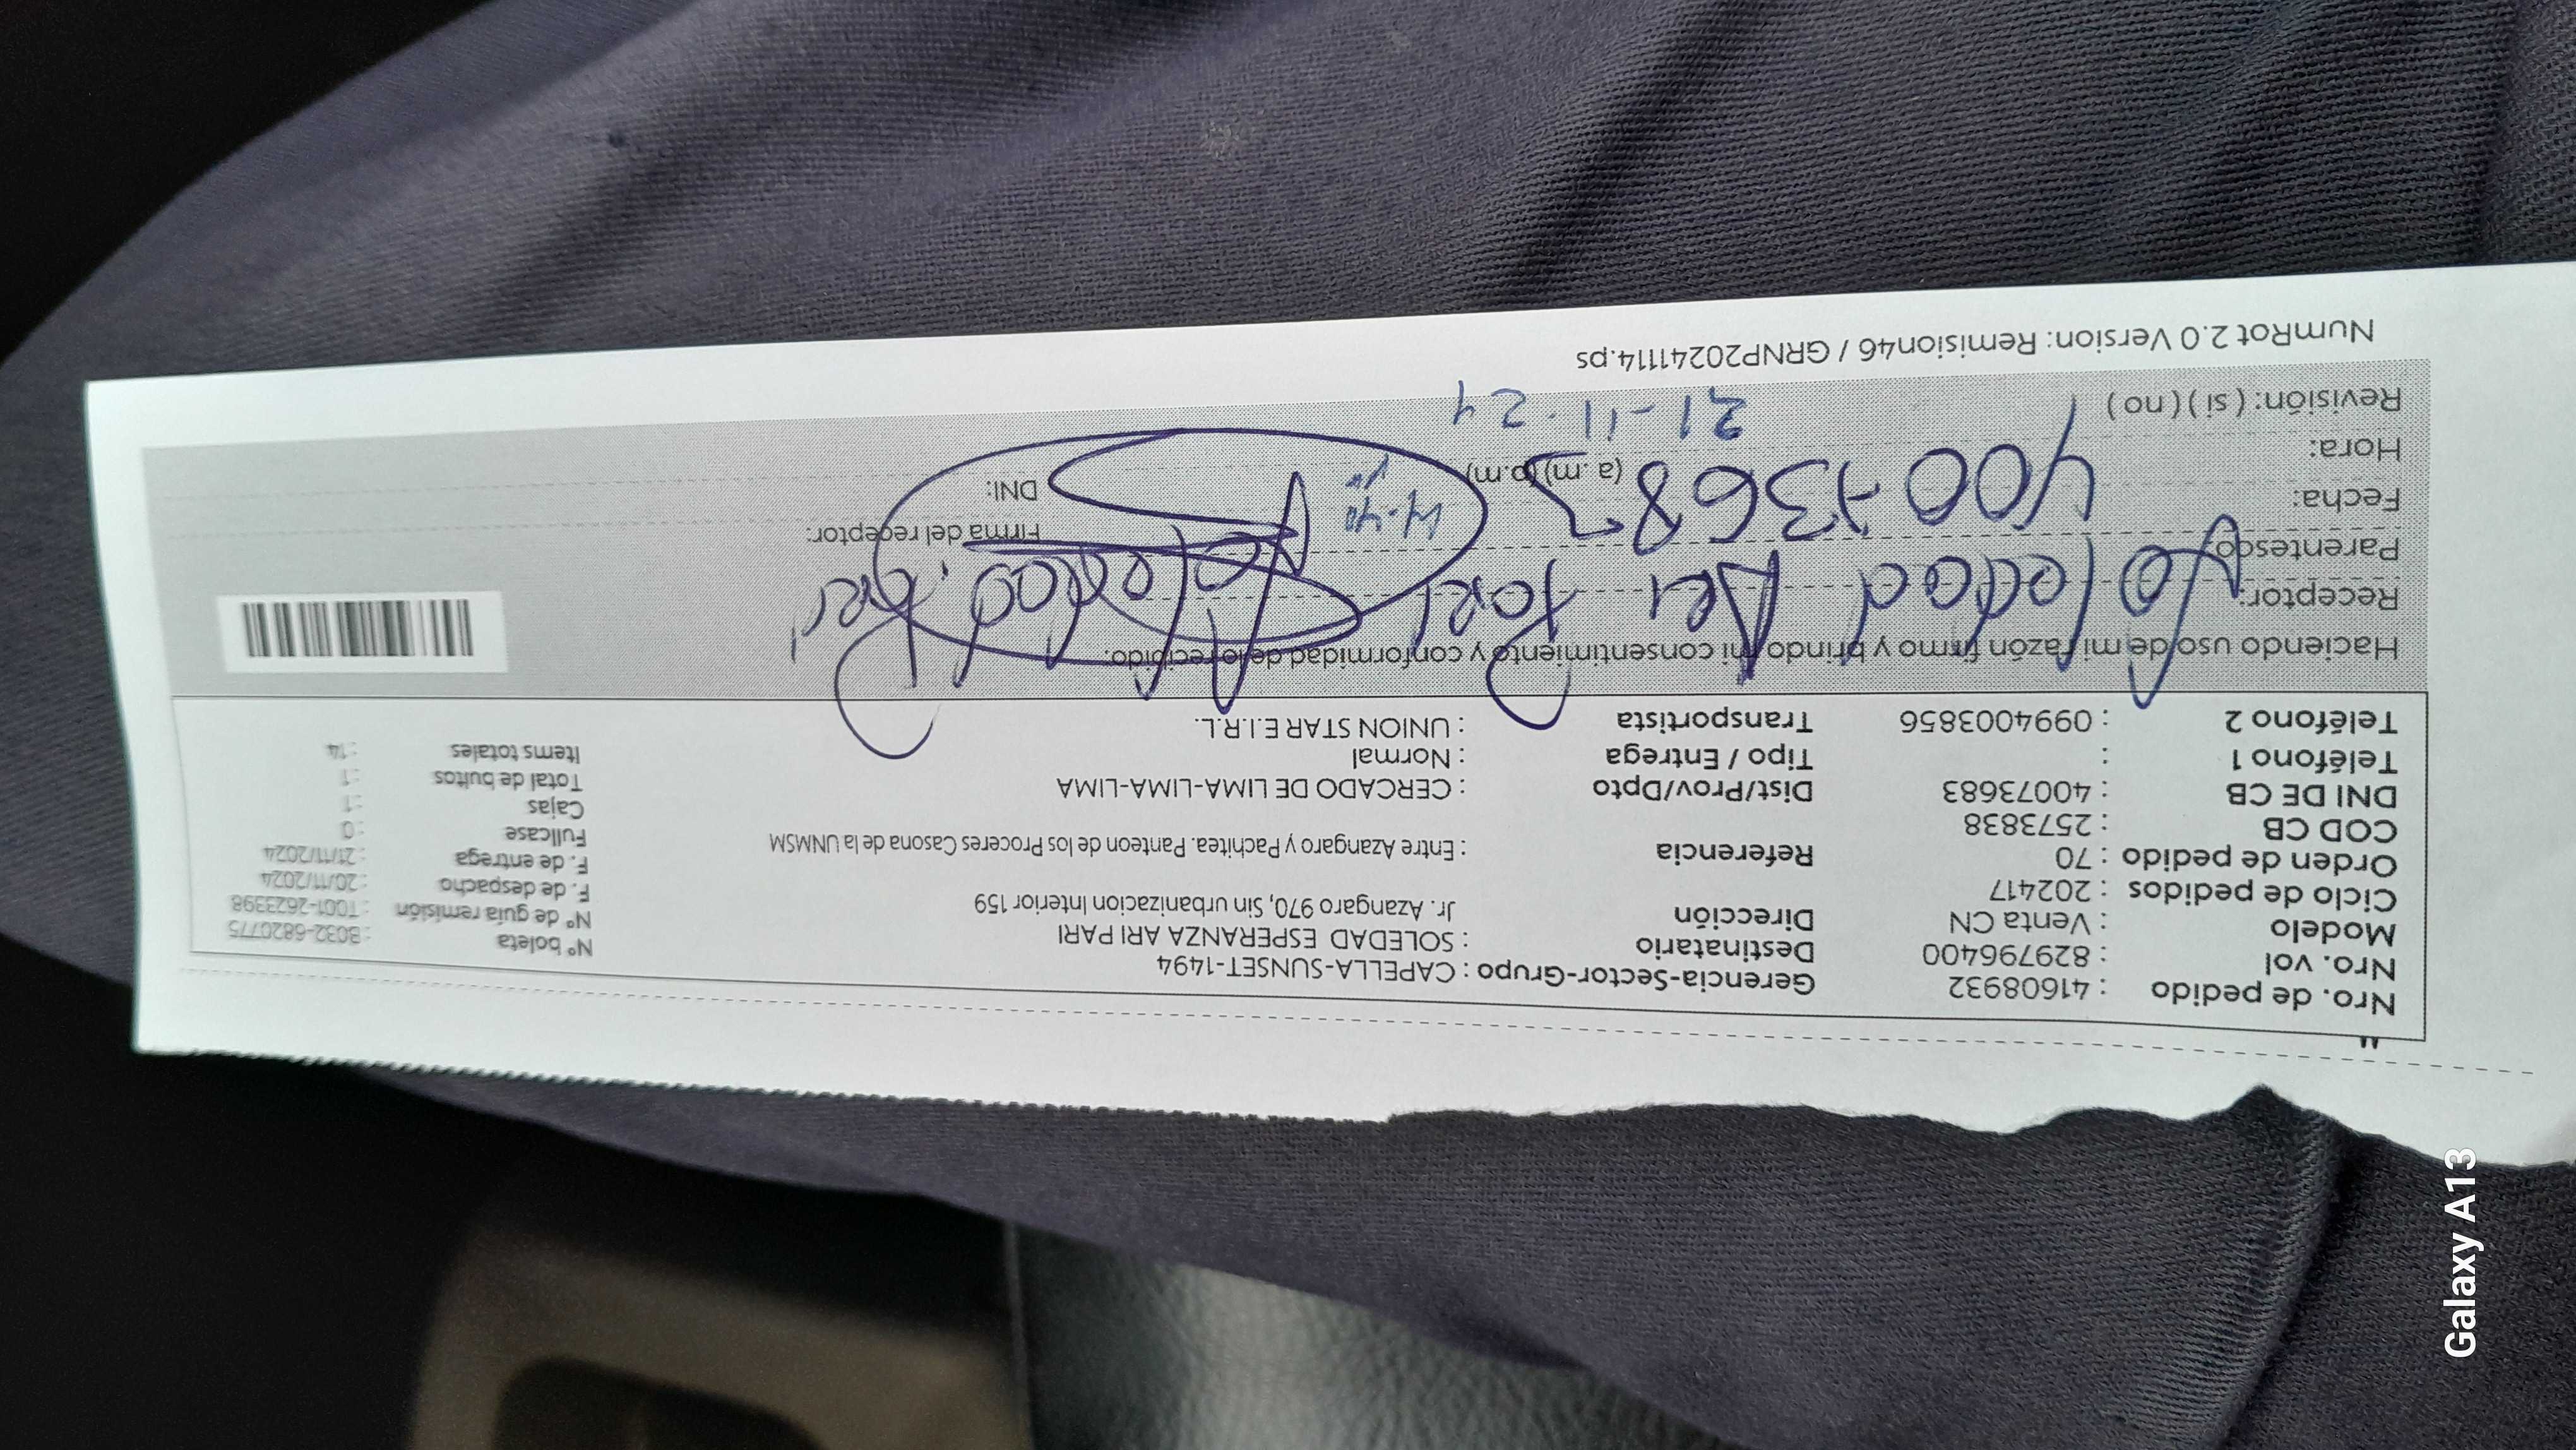 Nro. de pedido : 41608932
Nro. vol : 829796400
Modelo : Venta CN
Ciclo de pedidos : 202417
Orden de pedido : 70
COD CB : 2573838
DNI DE CB : 40073683
Teléfono 1 :
Teléfono 2 : 0994003856
Gerencia-Sector-Grupo : CAPELLA-SUNSET-1494
Destinatario : SOLEDAD ESPERANZA ARI PARI
Dirección Jr. Azangaro 970, Sin urbanizacion Interior 159
Referencia : Entre Azangaro y Pachitea. Panteon de los Proceres Casona de la UNMSM
Dist/Prov/Dpto : CERCADO DE LIMA-LIMA-LIMA
Tipo / Entrega : Normal
Transportista : UNION STAR E.I.R.L.
N° boleta : B032-6820775
N° de guía remisión : T001-2623398
F. de despacho : 20/11/2024
F. de entrega : 21/11/2024
Fullcase : 0
Cajas : 1
Total de bultos : 1
Items totales : 14
Haciendo uso de mi razón firmo y brindo mi consentimiento y conformidad de lo recibido.
Receptor: Soledad Ari Pari
Parentesco
Fecha: 40073683
Hora: (a.m) (p.m)
Revisión: ( si ) ( no ) 21-11-24
Firma del receptor:
DNI:
NumRot 2.0 Version: Remision46 / GRNP20241114.ps
Galaxy A13